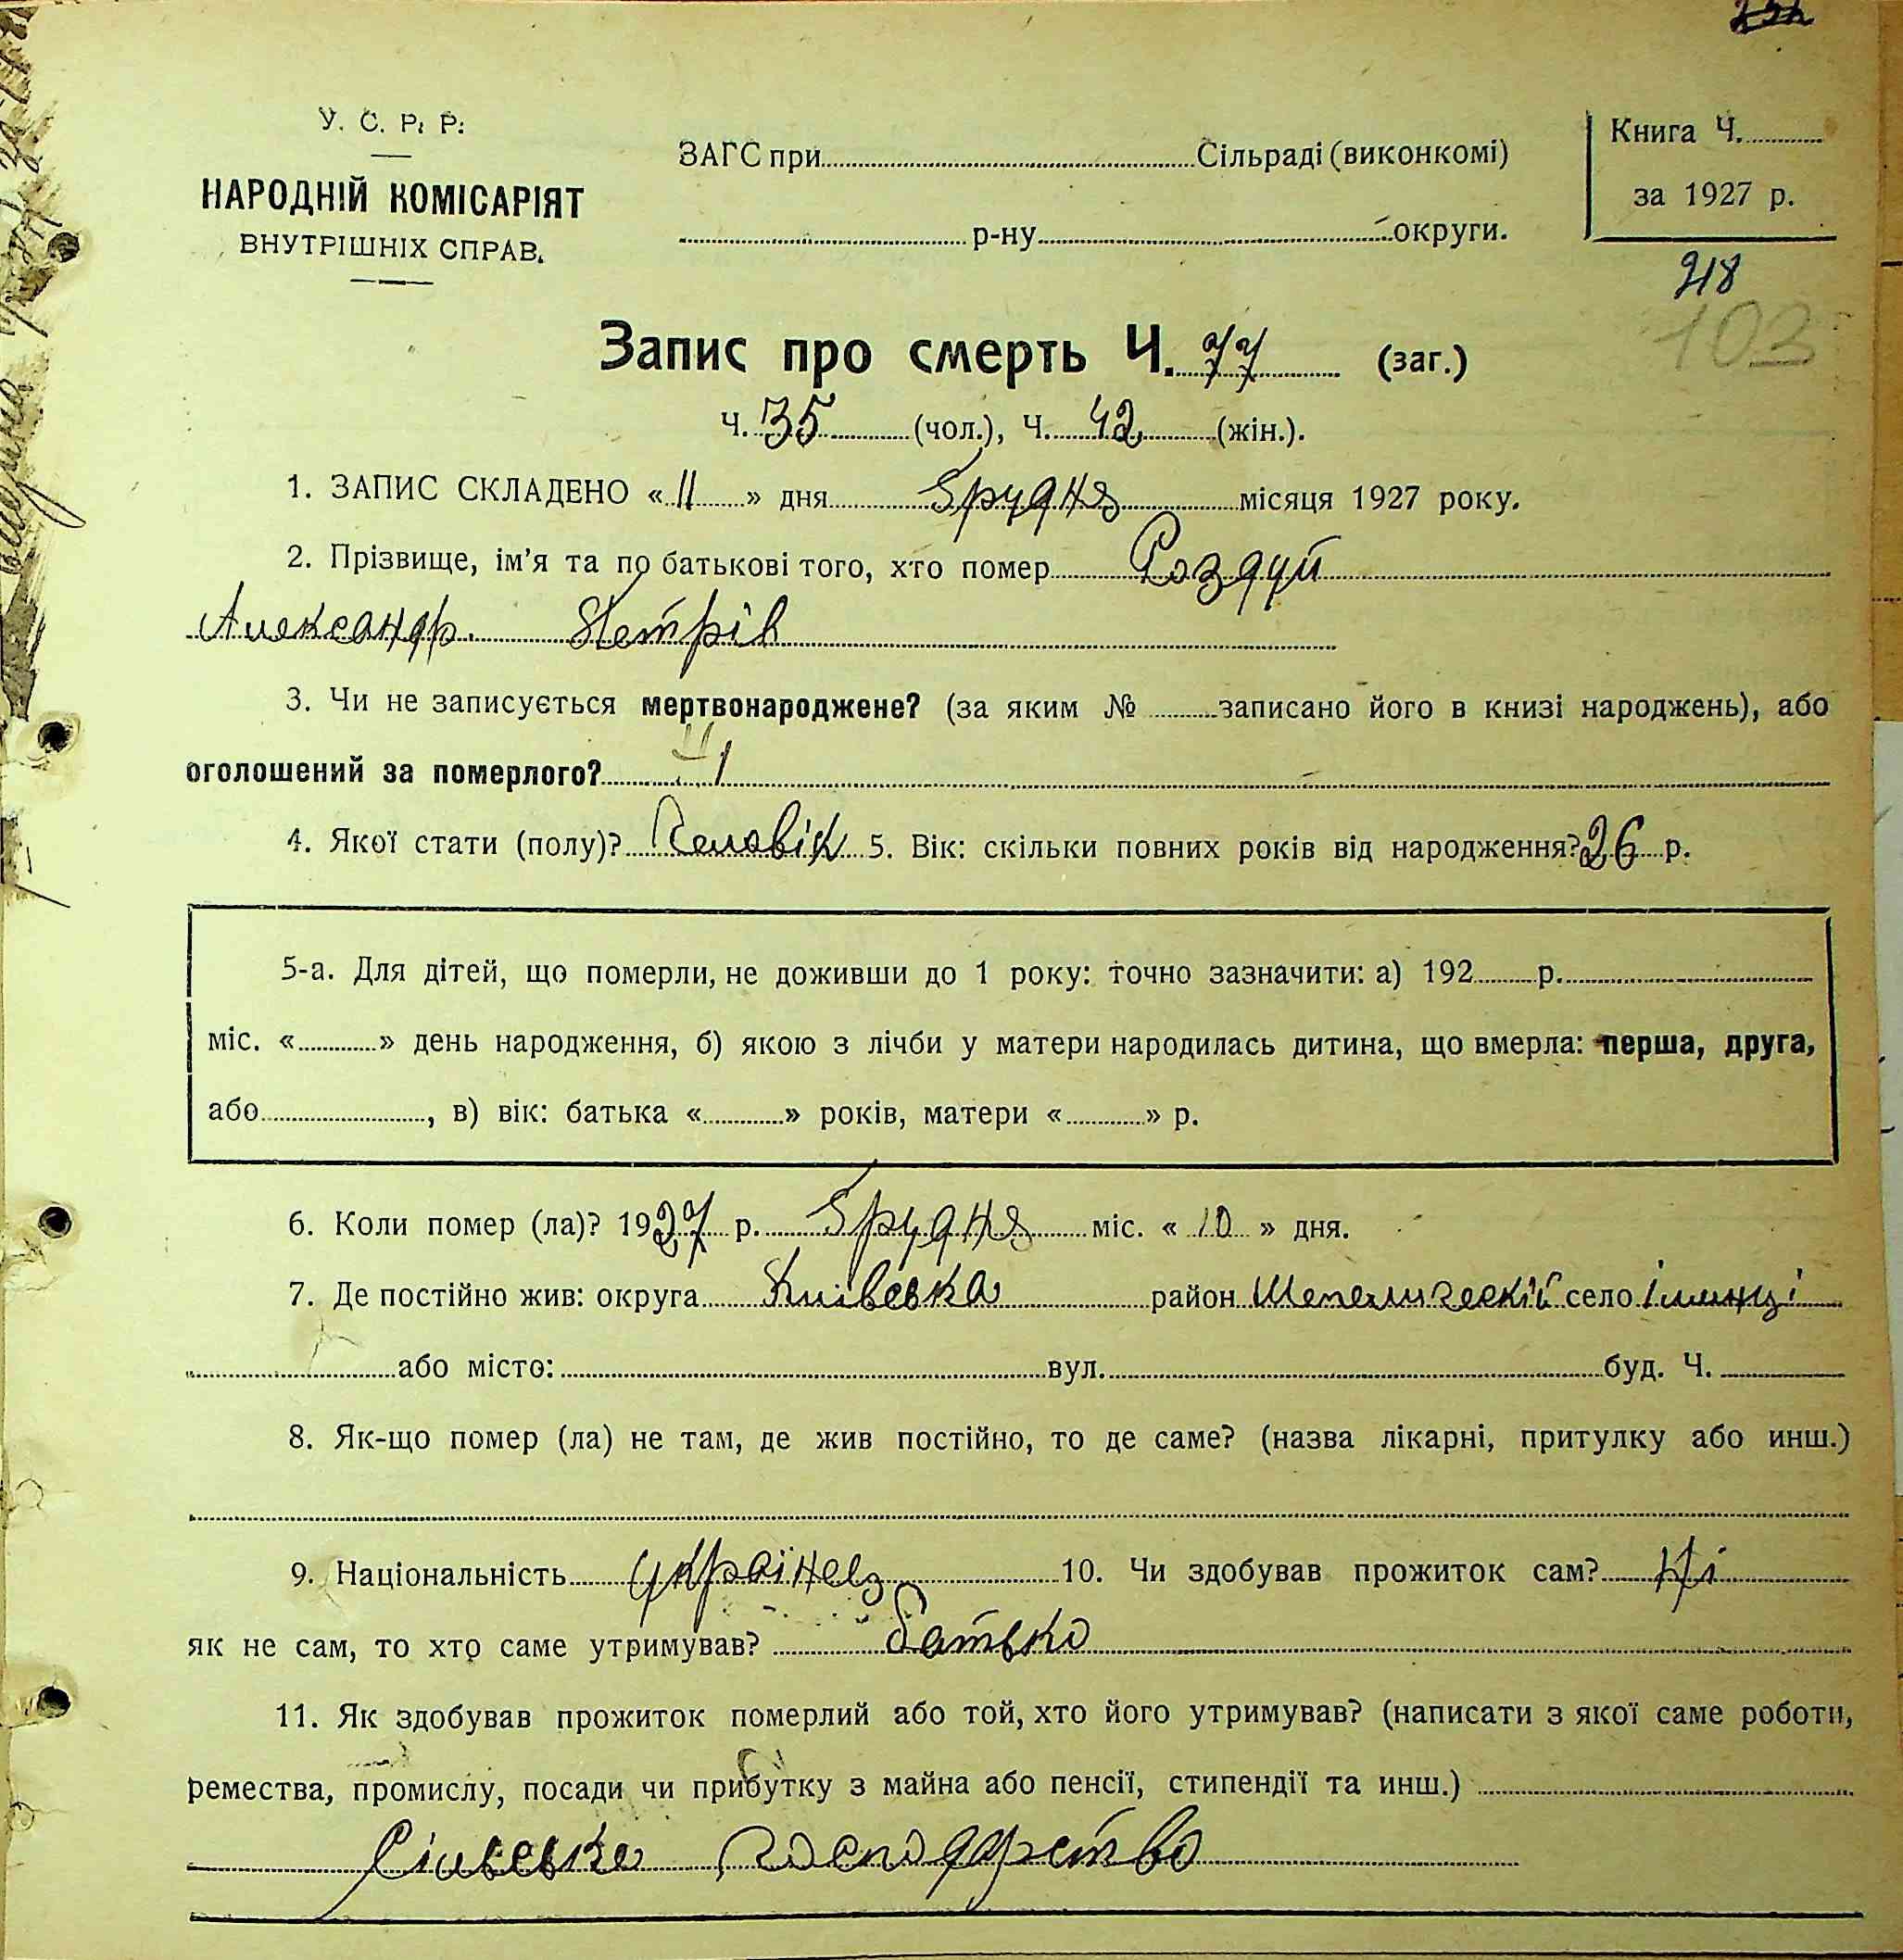 У. С. Р. Р.
НАРОДНІЙ КОМІСАРІЯТ
ВНУТРІШНІХ СПРАВ.
ЗАГС при Сільраді (виконкомі)
р-ну округи.
Книга Ч.
за 1927 р.
218
103
Запис про смерть Ч. 77 (заг.)
Ч. 35 (чол.), Ч. 42 (жін.).
1. ЗАПИС СКЛАДЕНО « 11 » дня Грудня місяця 1927 року.
2. Прізвище, ім'я та по батькові того, хто помер Роздуй
Александр Петрів
3. Чи не записується мертвонароджене? (за яким № записано його в книзі народжень), або
оголошений за померлого?
4. Якої стати (полу)? Чоловік 5. Вік: скільки повних років від народження? 26 р.
5-а. Для дітей, що померли, не доживши до 1 року: точно зазначити: а) 192 р.
міс. « » день народження, б) якою з лічби у матери народилась дитина, що вмерла: перша, друга,
або , в) вік: батька « » років, матери « » р.
6. Коли помер (ла)? 1927 р. Грудня міс. « 10 » дня.
7. Де постійно жив: округа Київська район Шепелический село Ілинці
або місто: вул. буд. Ч.
8. Як-що помер (ла) не там, де жив постійно, то де саме? (назва лікарні, притулку або инш.)
9. Національність Українец 10. Чи здобував прожиток сам? Ні
як не сам, то хто саме утримував? батько
11. Як здобував прожиток померлий або той, хто його утримував? (написати з якої саме роботи,
ремества, промислу, посади чи прибутку з майна або пенсії, стипендії та инш.)
Сільське господарство